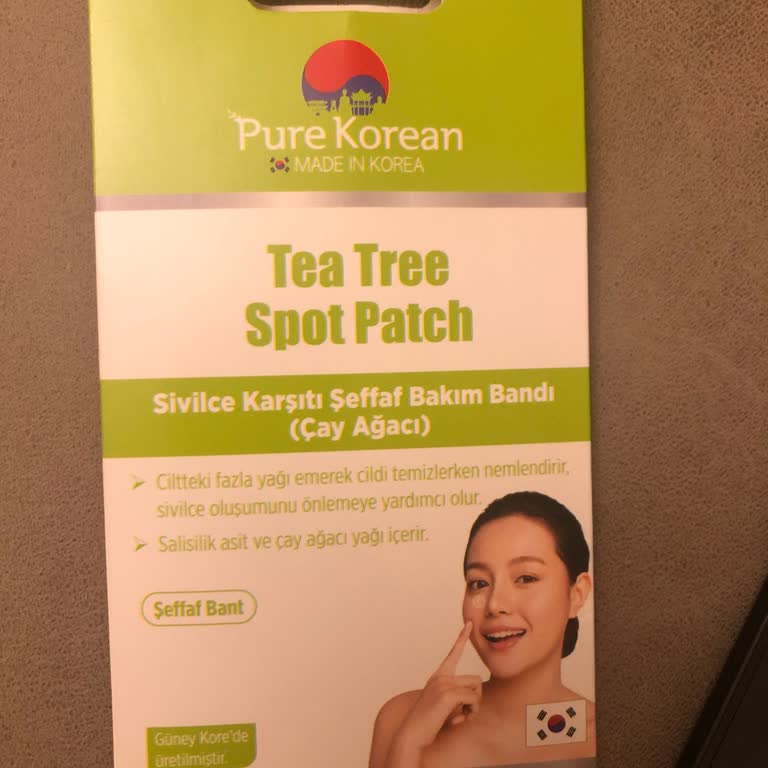 Pure Korean
MADE IN KOREA
Tea Tree
Spot Patch
Sivilce Karşıtı Şeffaf Bakım Bandı
(Çay Ağacı)
➤ Ciltteki fazla yağı emerek cildi temizlerken nemlendirir,
sivilce oluşumunu önlemeye yardımcı olur.
➤ Salisilik asit ve çay ağacı yağı içerir.
Şeffaf Bant
Güney Kore'de
üretilmiştir.